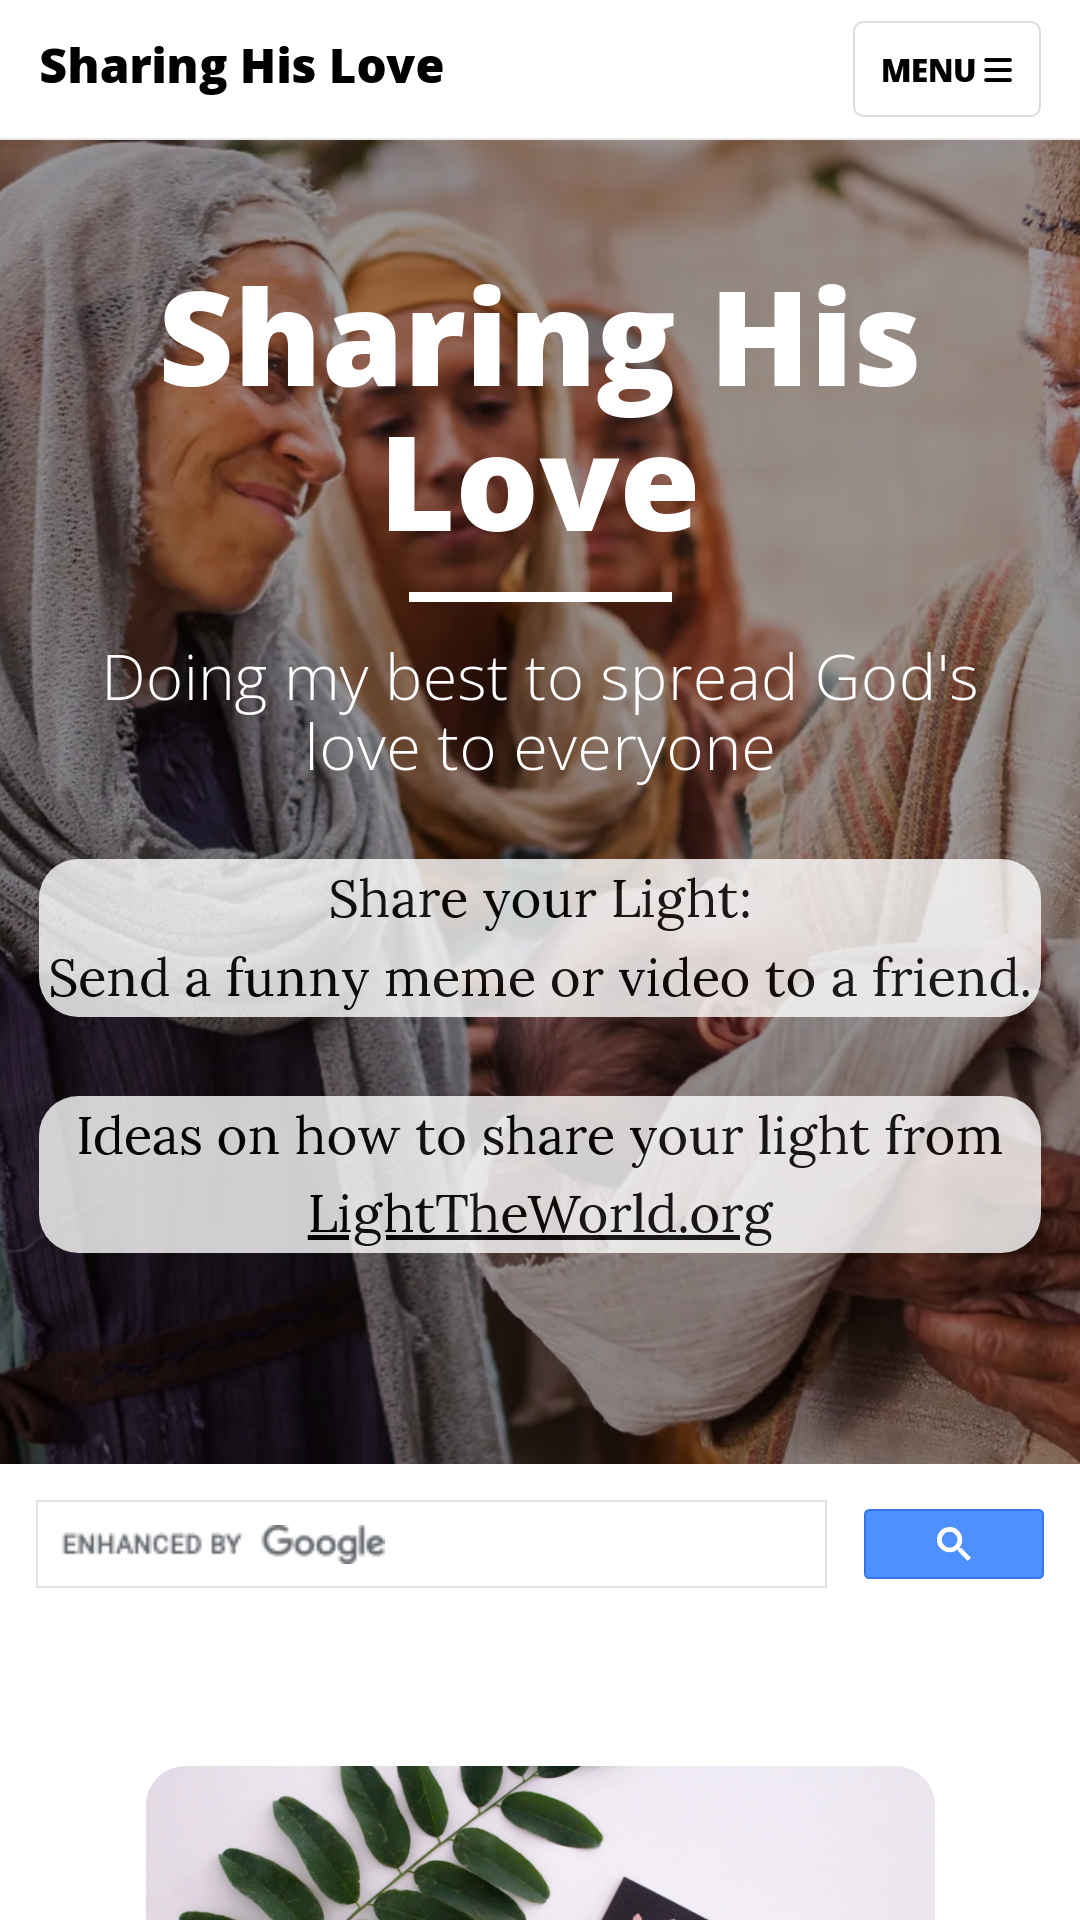 Sharing His Love
MENU
Sharing His
Love
Doing my best to spread God's
love to everyone
Share your Light:
Send a funny meme or video to a friend.
Ideas on how to share your light from
LightTheWorld.org
ENHANCED BY Google